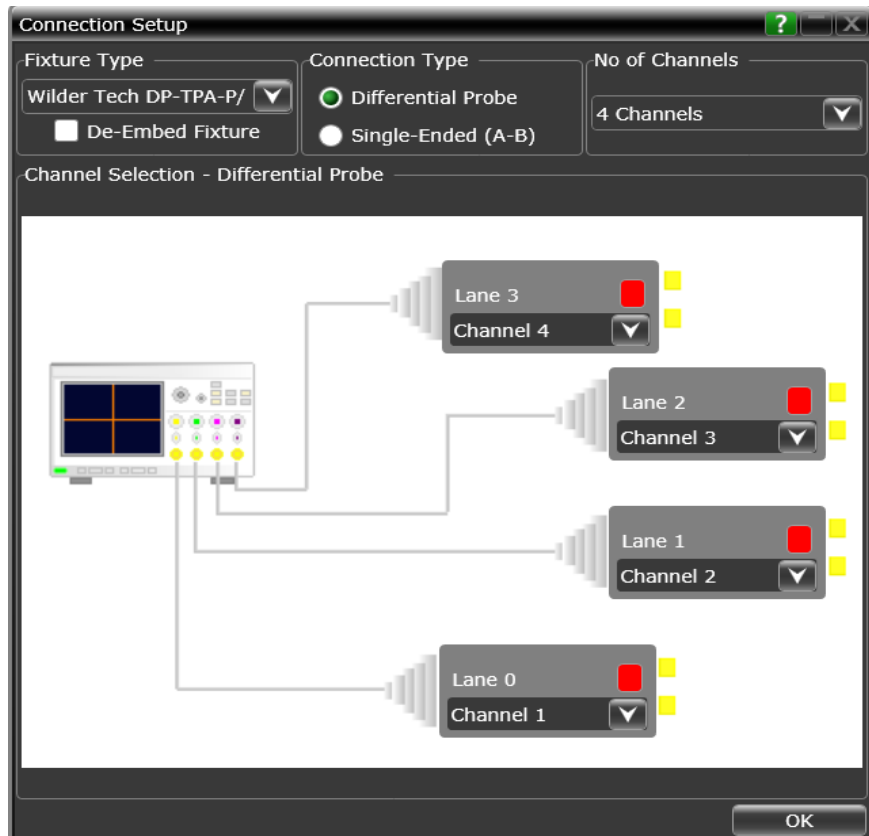 Connection Setup
?
X
Fixture Type
Connection Type
No of Channels
Wilder Tech DP-TPA-P/
De-Embed Fixture
Differential Probe
Single-Ended (A-B)
4 Channels
Channel Selection - Differential Probe
Lane 3
Channel 4
Lane 2
Channel 3
Lane 1
Channel 2
Lane 0
Channel 1
OK